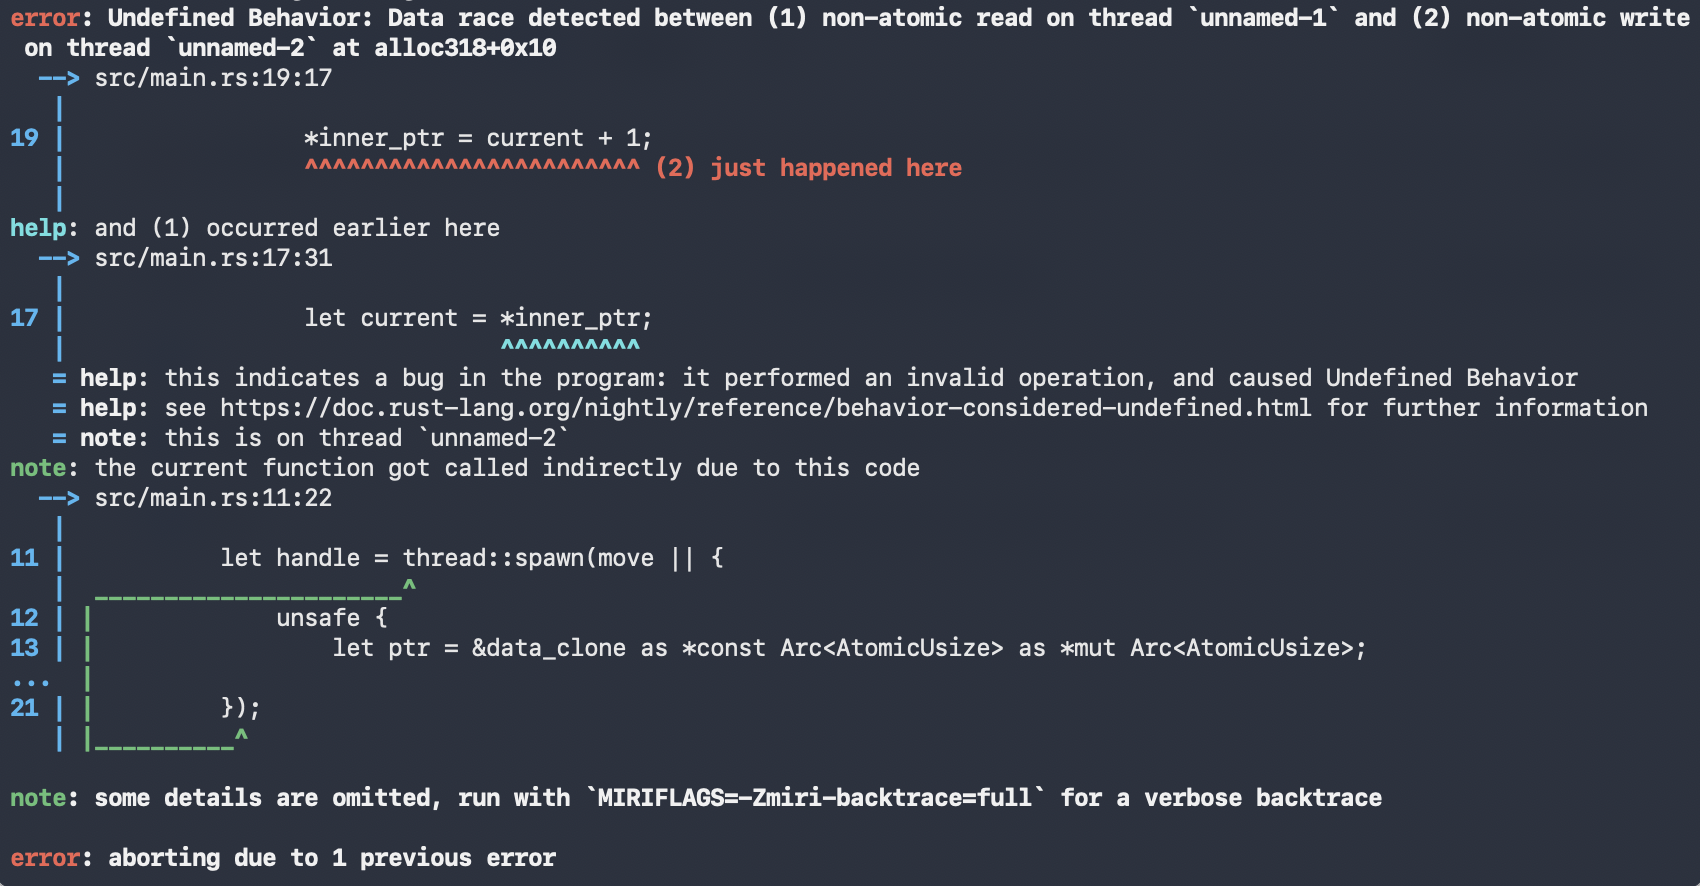 error: Undefined Behavior: Data race detected between (1) non-atomic read on thread `unnamed-1` and (2) non-atomic write
 on thread `unnamed-2` at alloc318+0x10
  --> src/main.rs:19:17
   |
19 |                 *inner_ptr = current + 1;
   |                 ^^^^^^^^^^^^^^^^^^^^^^^^ (2) just happened here
   |
help: and (1) occurred earlier here
  --> src/main.rs:17:31
   |
17 |                 let current = *inner_ptr;
   |                               ^^^^^^^^^^
   = help: this indicates a bug in the program: it performed an invalid operation, and caused Undefined Behavior
   = help: see https://doc.rust-lang.org/nightly/reference/behavior-considered-undefined.html for further information
   = note: this is on thread `unnamed-2`
note: the current function got called indirectly due to this code
  --> src/main.rs:11:22
   |
11 |           let handle = thread::spawn(move || {
   |  ______________________^
12 | |             unsafe {
13 | |                 let ptr = &data_clone as *const Arc<AtomicUsize> as *mut Arc<AtomicUsize>;
...  |
21 | |         });
   | |__________^

note: some details are omitted, run with `MIRIFLAGS=-Zmiri-backtrace=full` for a verbose backtrace

error: aborting due to 1 previous error